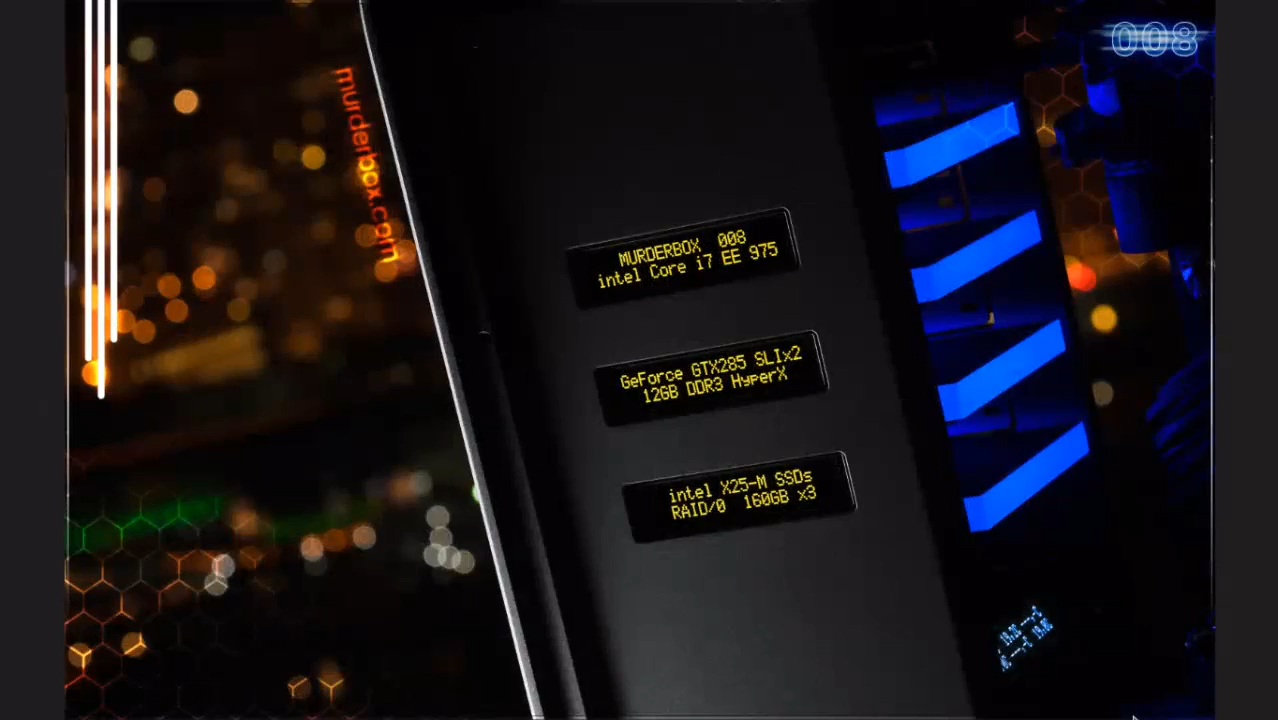 008
murderbox.com
MURDERBOX 008
intel Core i7 EE 975
GeForce GTX285 SLIx2
12GB DDR3 HyperX
intel X25-M SSDs
RAID/0 160GB x3